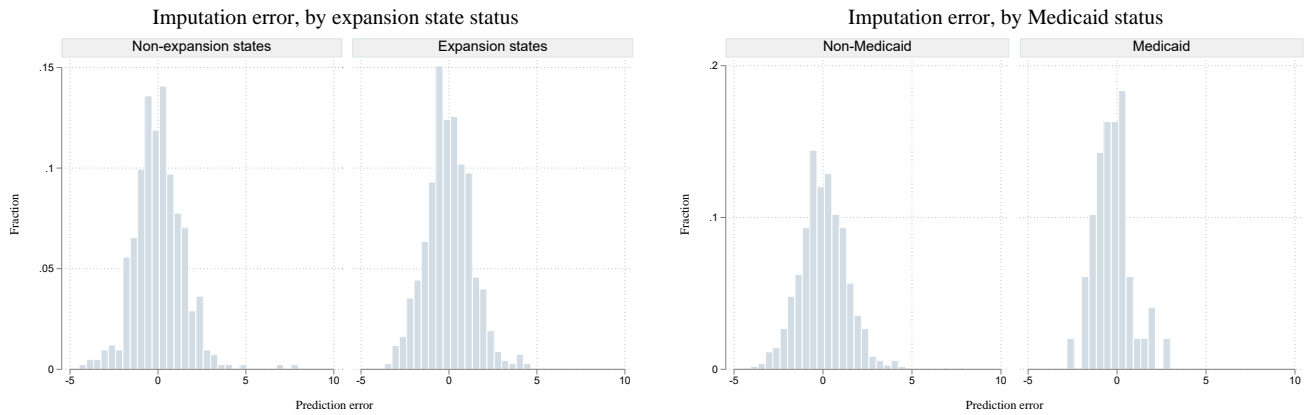 Imputation error, by expansion state status
Non-expansion states
Expansion states
.15
.1
.05
0
Fraction
-5
0
5
10
-5
0
5
10
Prediction error
Imputation error, by Medicaid status
Non-Medicaid
Medicaid
.2
.1
0
Fraction
-5
0
5
10
-5
0
5
10
Prediction error